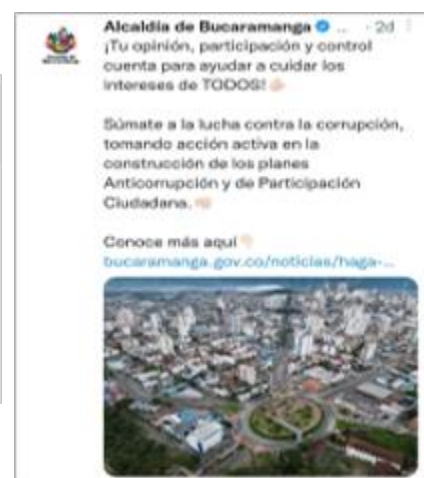 Alcaldía de Bucaramanga .. · 2d
¡Tu opinión, participación y control
cuenta para ayudar a cuidar los
intereses de TODOS!
Súmate a la lucha contra la corrupción,
tomando acción activa en la
construcción de los planes
Anticorrupción y de Participación
Ciudadana.
Conoce más aquí
bucaramanga.gov.co/noticias/haga-...